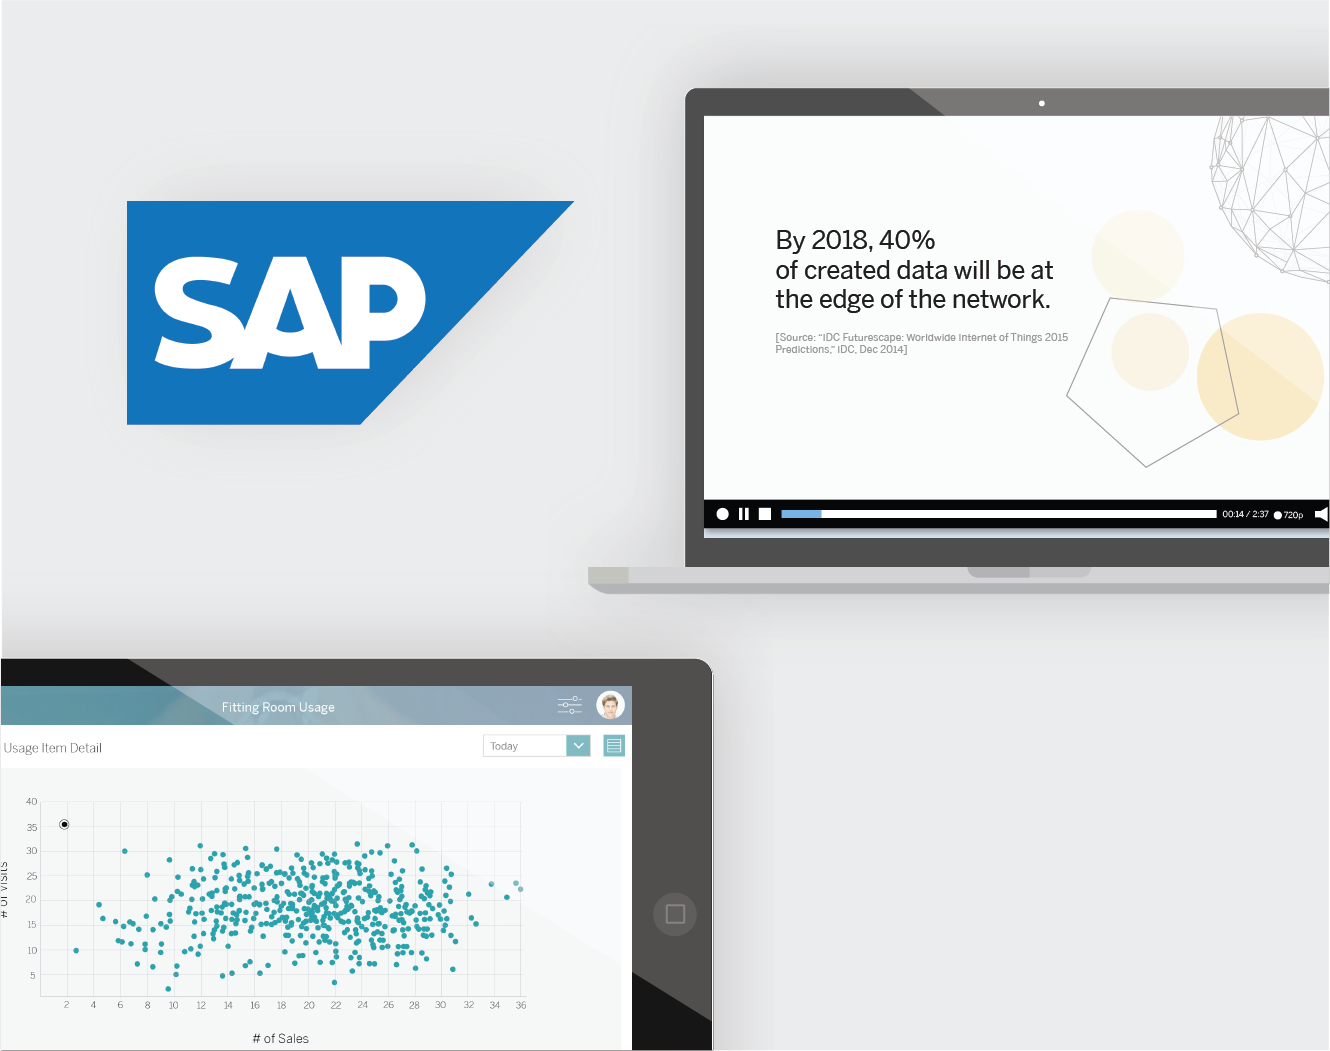 SAP
By 2018, 40%
of created data will be at
the edge of the network.
[Source: "IDC Futurescape: Worldwide Internet of Things 2015
Predictions," IDC, Dec 2014]
00:14 / 2:37 720p
Fitting Room Usage
Usage Item Detail
Today
# of Visits
40
35
30
25
20
15
10
5
2 4 6 8 10 12 14 16 18 20 22 24 26 28 30 32 34 36
# of Sales